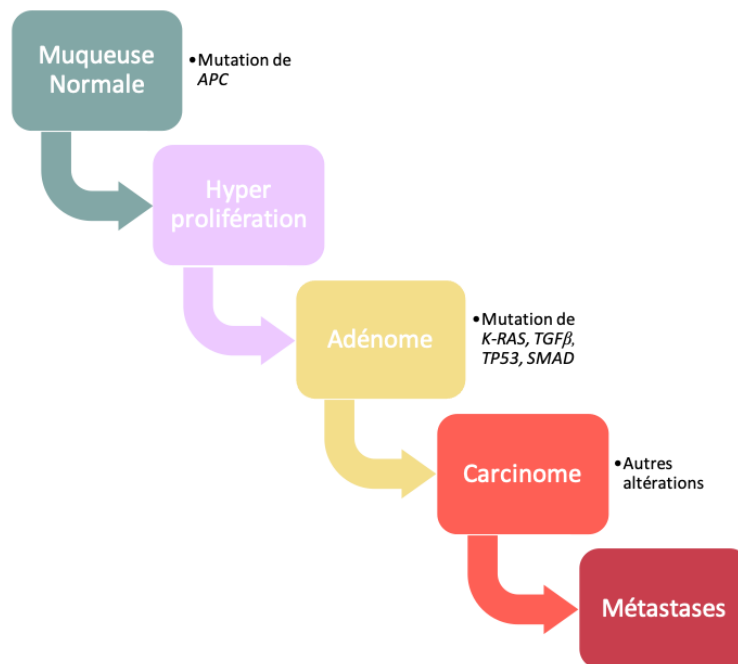 Muqueuse
Normale
•Mutation de
APC
Hyper
prolifération
Adénome
•Mutation de
K-RAS, TGFβ,
TP53, SMAD
Carcinome
•Autres
altérations
Métastases